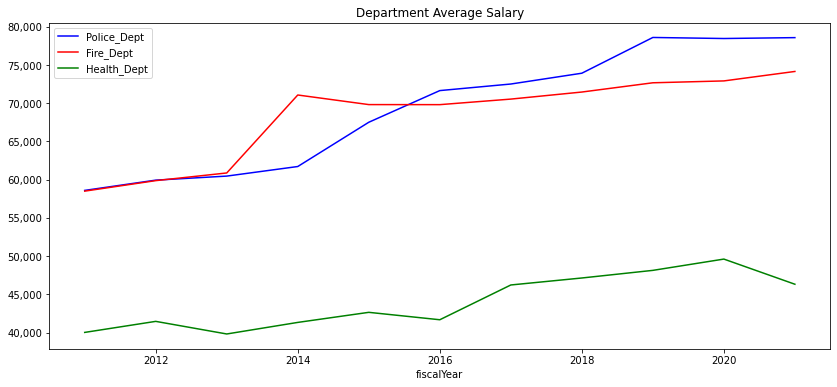 Department Average Salary
80,000
75,000
70,000
65,000
60,000
55,000
50,000
45,000
40,000
Police_Dept
Fire_Dept
Health_Dept
2012 2014 2016 2018 2020
fiscalYear